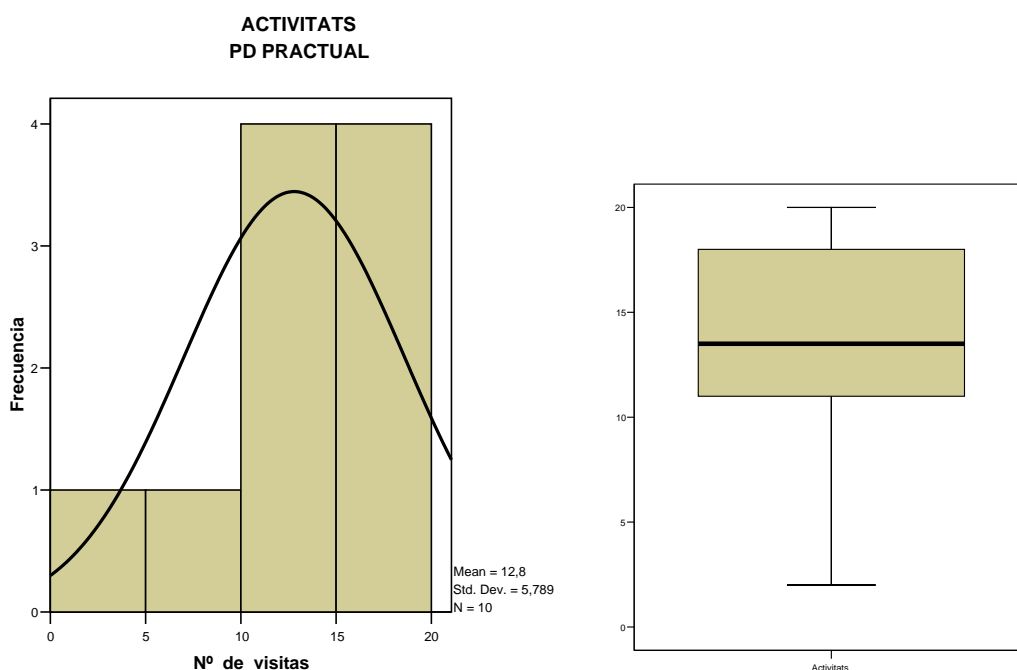 ACTIVITATS
PD PRACTUAL
Frecuencia
4
3
2
1
0
0 5 10 15 20
Nº de visitas
Mean = 12,8
Std. Dev. = 5,789
N = 10
20
15
10
5
0
Activitats